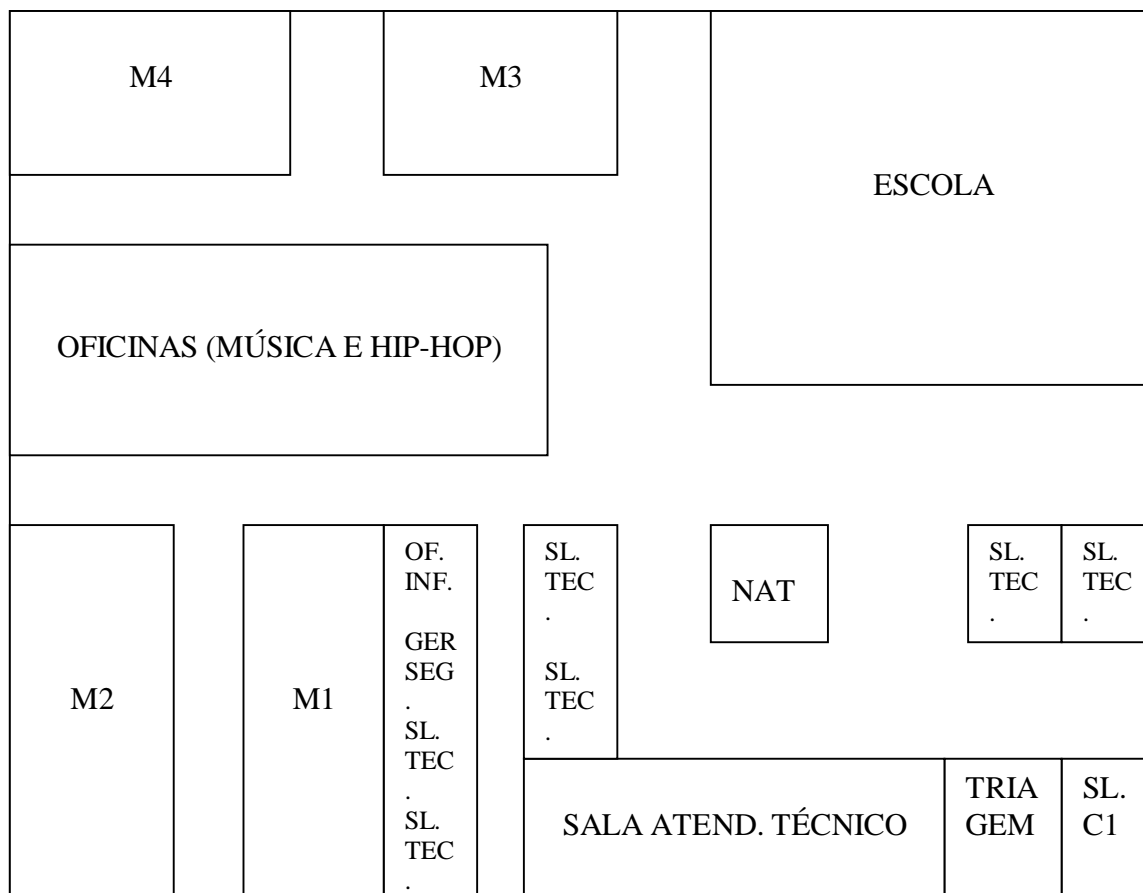 M4
M3
ESCOLA
OFICINAS (MÚSICA E HIP-HOP)
M2
M1
OF.
INF.
GER
SEG
.
SL.
TEC
.
SL.
TEC
.
SL.
TEC
.
SL.
TEC
.
NAT
SL.
TEC
.
SL.
TEC
.
SALA ATEND. TÉCNICO
TRIA
GEM
SL.
C1